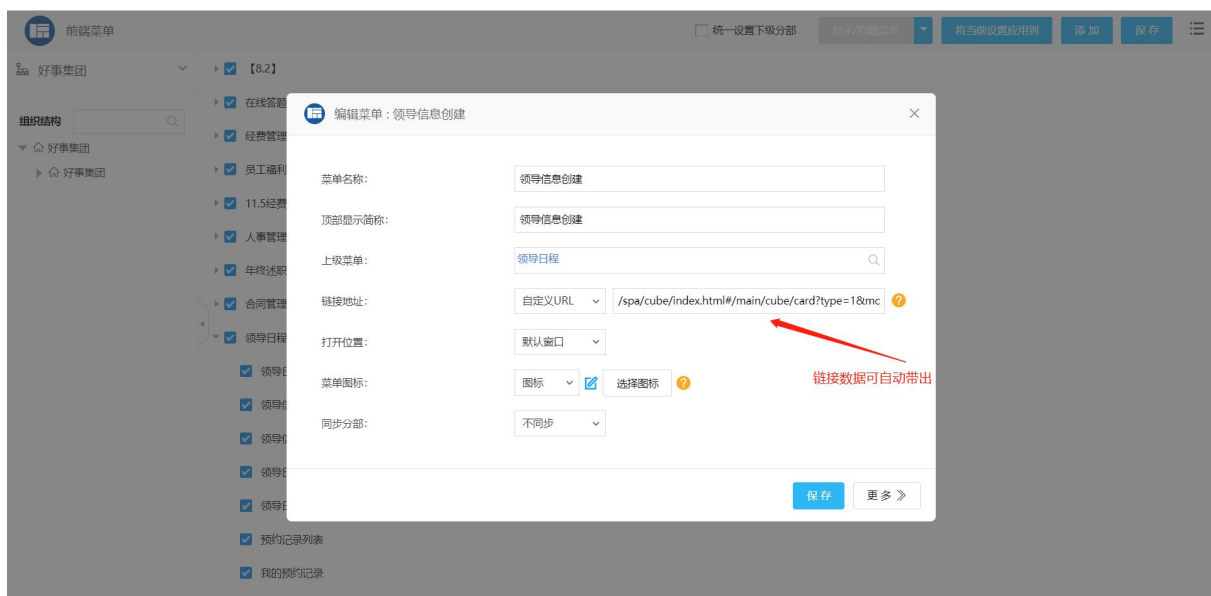 前端菜单
统一设置下级分部
显示/隐藏菜单
将当前设置应用到
添加
保存
好事集团
【8.2】
组织结构
在线答题
经费管理
好事集团
好事集团
员工福利
11.5经费
人事管理
年终述职
合同管理
领导日程
领导日
领导信
领导信
领导日
领导日
预约记录列表
我的预约记录
编辑菜单：领导信息创建
菜单名称：
领导信息创建
顶部显示简称：
领导信息创建
上级菜单：
领导日程
链接地址：
自定义URL
/spa/cube/index.html#/main/cube/card?type=1&mc
打开位置：
默认窗口
链接数据可自动带出
菜单图标：
图标
选择图标
同步分部：
不同步
保存
更多